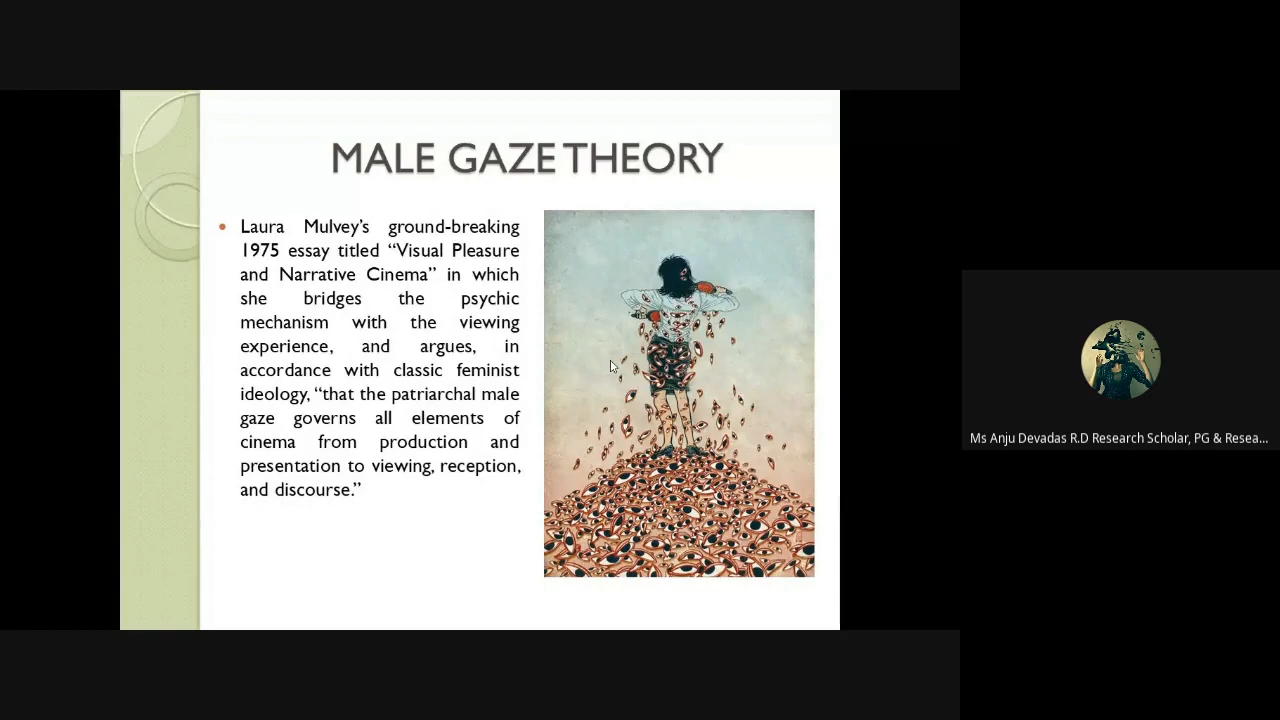 MALE GAZE THEORY
Laura Mulvey’s ground-breaking
1975 essay titled “Visual Pleasure
and Narrative Cinema” in which
she bridges the psychic
mechanism with the viewing
experience, and argues, in
accordance with classic feminist
ideology, “that the patriarchal male
gaze governs all elements of
cinema from production and
presentation to viewing, reception,
and discourse.”
Ms Anju Devadas R.D Research Scholar, PG & Resea...